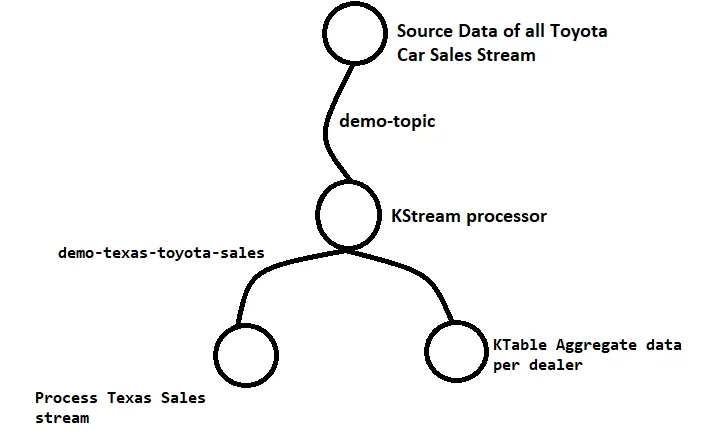 Source Data of all Toyota
Car Sales Stream
demo-topic
KStream processor
demo-texas-toyota-sales
KTable Aggregate data
per dealer
Process Texas Sales
stream